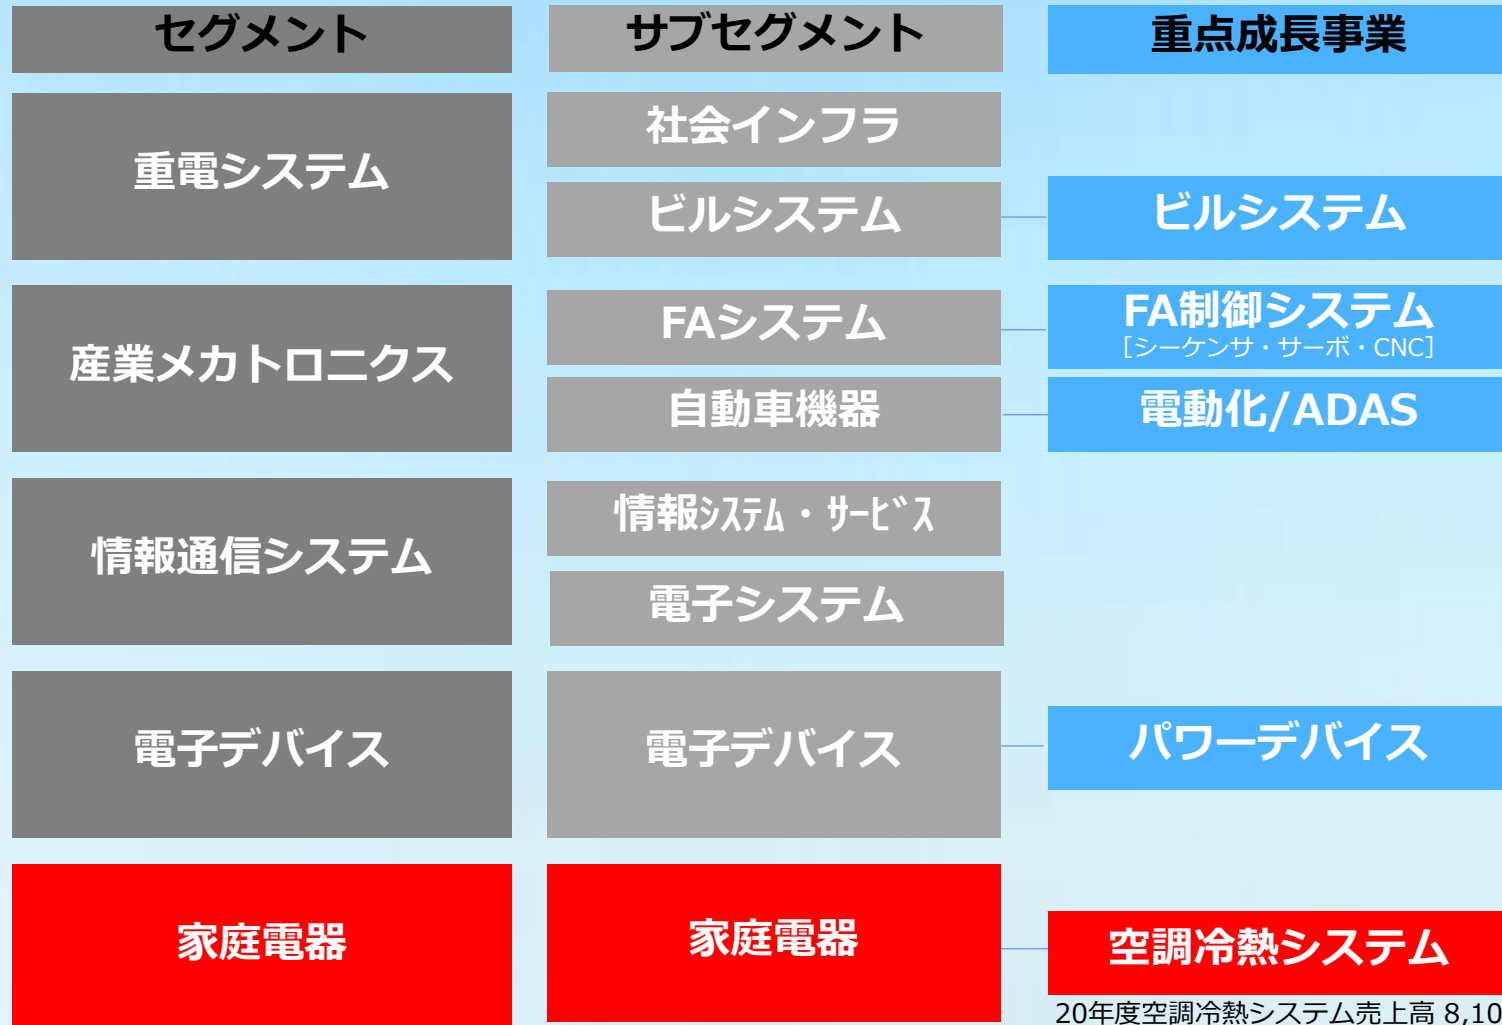 セグメント
サブセグメント
重点成長事業
重電システム
社会インフラ
ビルシステム
ビルシステム
産業メカトロニクス
FAシステム
FA制御システム
[シーケンサ・サーボ・CNC]
自動車機器
電動化/ADAS
情報通信システム
情報ｼｽﾃﾑ・ｻｰﾋﾞｽ
電子システム
電子デバイス
電子デバイス
パワーデバイス
家庭電器
家庭電器
空調冷熱システム
20年度空調冷熱システム売上高 8,10